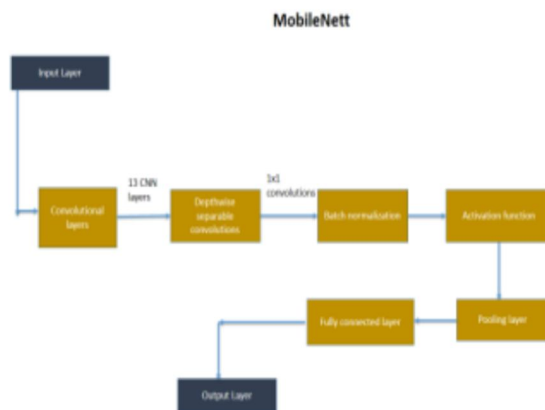 MobileNett
Input Layer
13 CNN
layers
1x1
convolutions
Convolutional
layers
Depthwise
separable
convolutions
Batch normalization
Activation function
Fully connected layer
Pooling layer
Output Layer